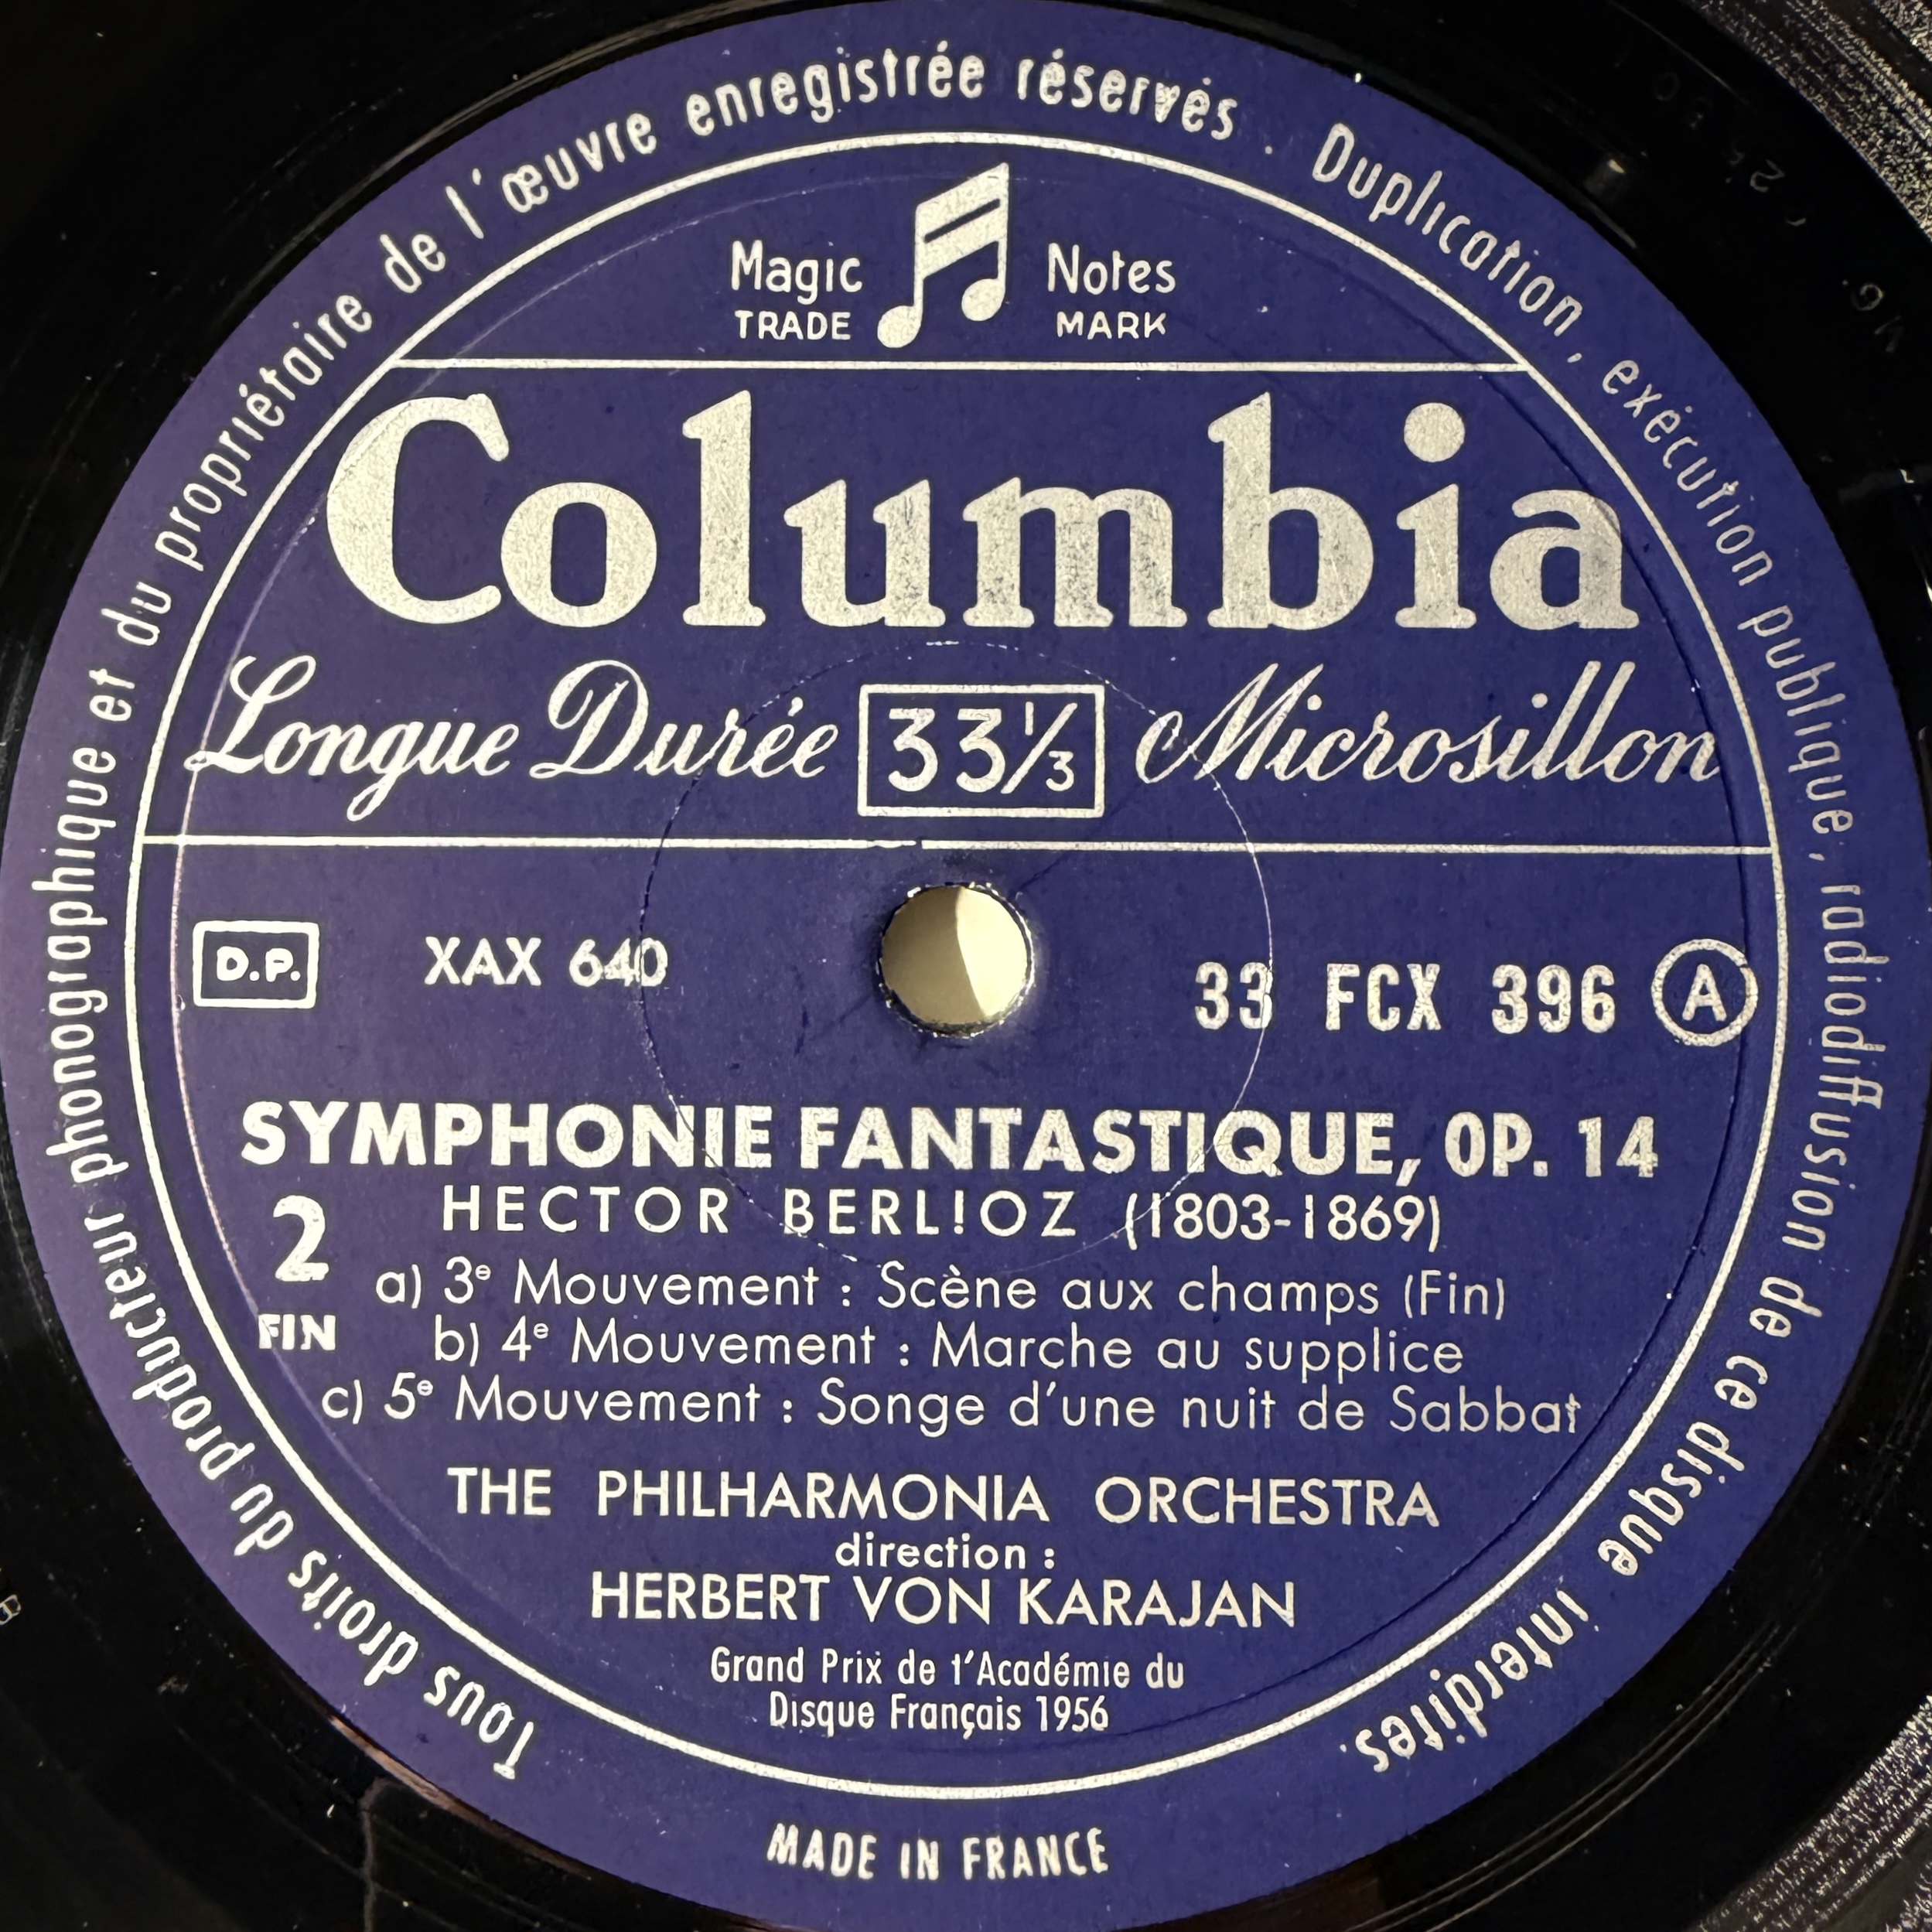 Tous droits du producteur phonographique et du propriétaire de l'œuvre enregistrée réservés. Duplication, exécution publique, radiodiffusion de ce disque interdites.
Magic Notes
TRADE MARK
Columbia
Longue Durée 33⅓ Microsillon
D.P. XAX 640 33 FCX 396 A
SYMPHONIE FANTASTIQUE, OP. 14
HECTOR BERL!OZ (1803-1869)
2
FIN
a) 3e Mouvement : Scène aux champs (Fin)
b) 4e Mouvement : Marche au supplice
c) 5e Mouvement : Songe d'une nuit de Sabbat
THE PHILHARMONIA ORCHESTRA
direction :
HERBERT VON KARAJAN
Grand Prix de l'Académie du
Disque Français 1956
MADE IN FRANCE